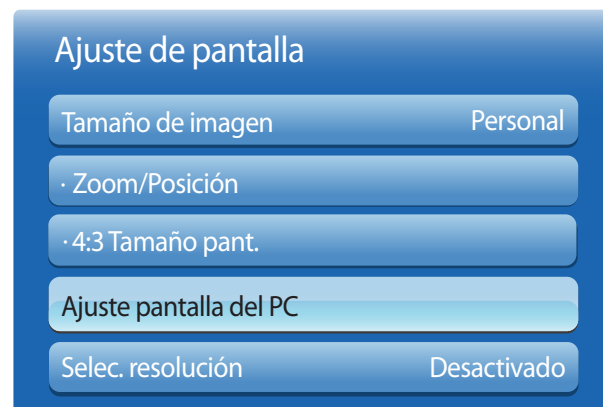 Ajuste de pantalla
Tamaño de imagen Personal
· Zoom/Posición
· 4:3 Tamaño pant.
Ajuste pantalla del PC
Selec. resolución Desactivado